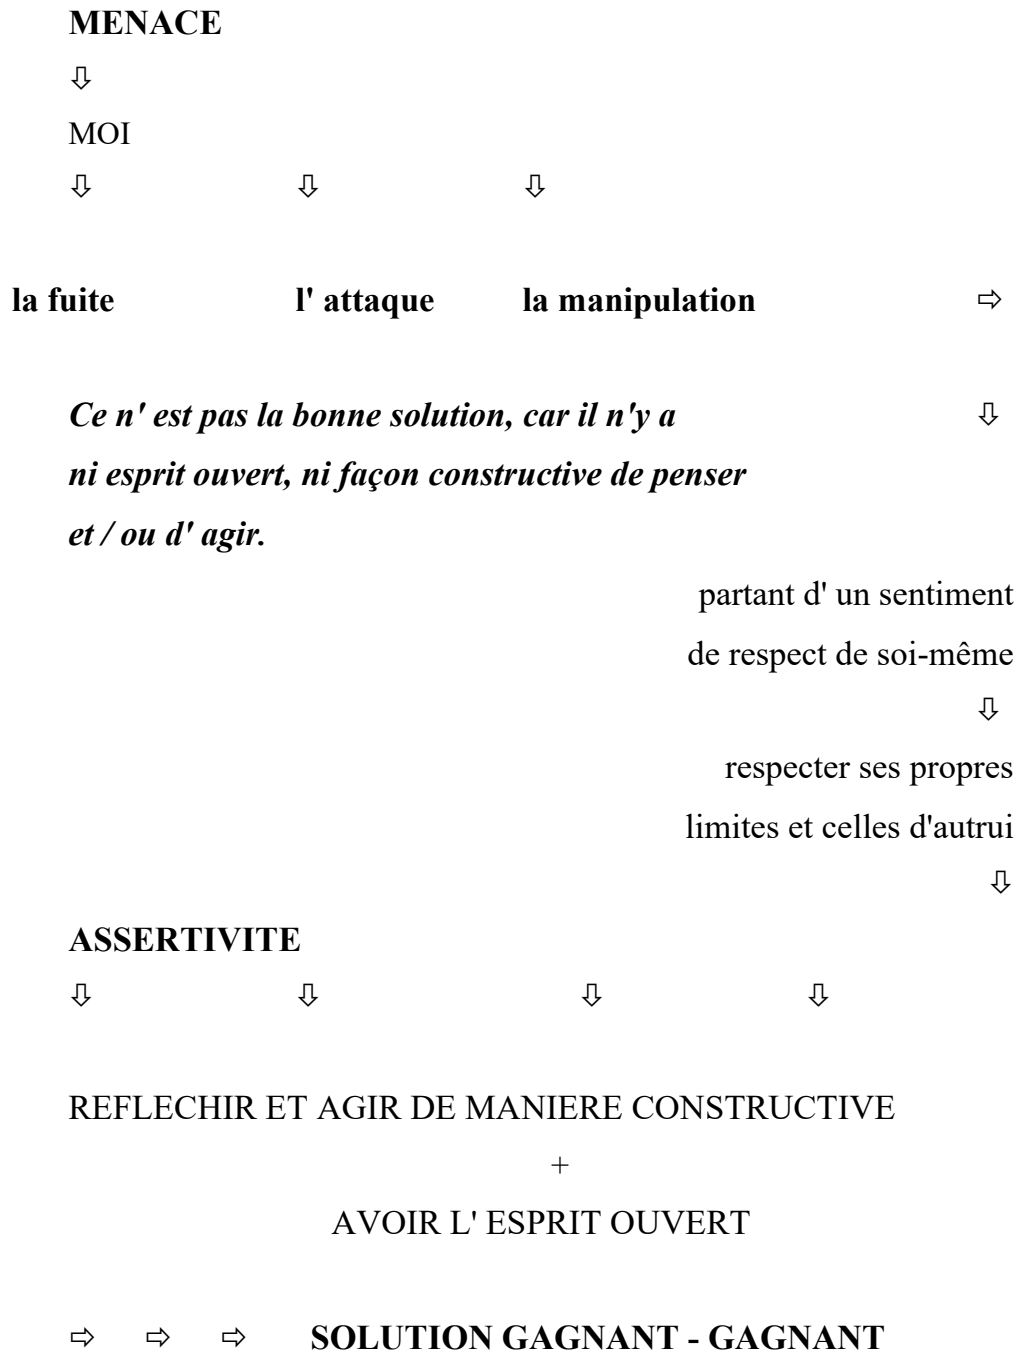 MENACE
⇩
MOI
⇩ ⇩ ⇩
la fuite l' attaque la manipulation ⇨
Ce n' est pas la bonne solution, car il n'y a ⇩
ni esprit ouvert, ni façon constructive de penser
et / ou d' agir.
partant d' un sentiment
de respect de soi-même
⇩
respecter ses propres
limites et celles d'autrui
⇩
ASSERTIVITE
⇩ ⇩ ⇩ ⇩
REFLECHIR ET AGIR DE MANIERE CONSTRUCTIVE
+
AVOIR L' ESPRIT OUVERT
⇨ ⇨ ⇨ SOLUTION GAGNANT - GAGNANT